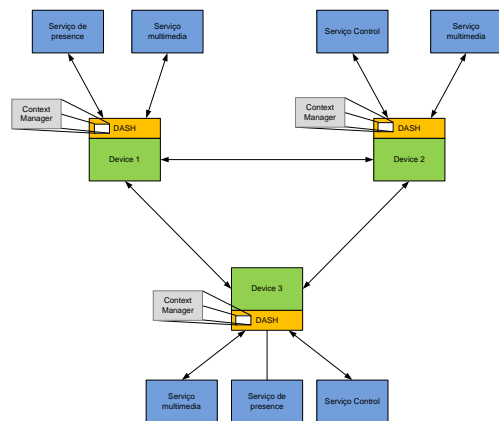 Serviço de
presence
Serviço
multimedia
Serviço Control
Serviço
multimedia
Context
Manager
DASH
Device 1
Context
Manager
DASH
Device 2
Device 3
Context
Manager
DASH
Serviço
multimedia
Serviço de
presence
Serviço Control